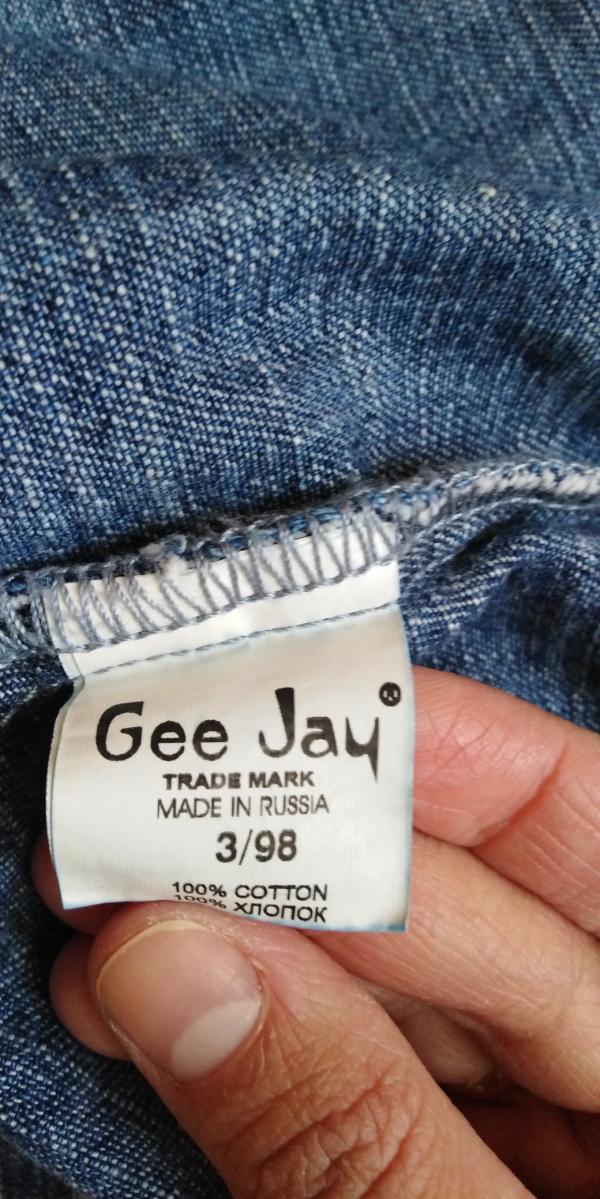 Gee Jay®
TRADE MARK
MADE IN RUSSIA
3/98
100% COTTON
100% ХЛОПОК